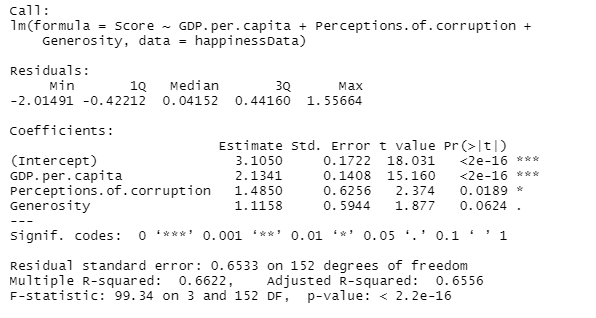 Call:
lm(formula = Score ~ GDP.per.capita + Perceptions.of.corruption +
    Generosity, data = happinessData)

Residuals:
     Min       1Q   Median       3Q      Max
-2.01491 -0.42212  0.04152  0.44160  1.55664

Coefficients:
                          Estimate Std. Error t value Pr(>|t|)
(Intercept)                 3.1050     0.1722  18.031   <2e-16 ***
GDP.per.capita              2.1341     0.1408  15.160   <2e-16 ***
Perceptions.of.corruption   1.4850     0.6256   2.374   0.0189 *
Generosity                  1.1158     0.5944   1.877   0.0624 .
---
Signif. codes:  0 ‘***’ 0.001 ‘**’ 0.01 ‘*’ 0.05 ‘.’ 0.1 ‘ ’ 1

Residual standard error: 0.6533 on 152 degrees of freedom
Multiple R-squared:  0.6622,	Adjusted R-squared:  0.6556
F-statistic: 99.34 on 3 and 152 DF,  p-value: < 2.2e-16